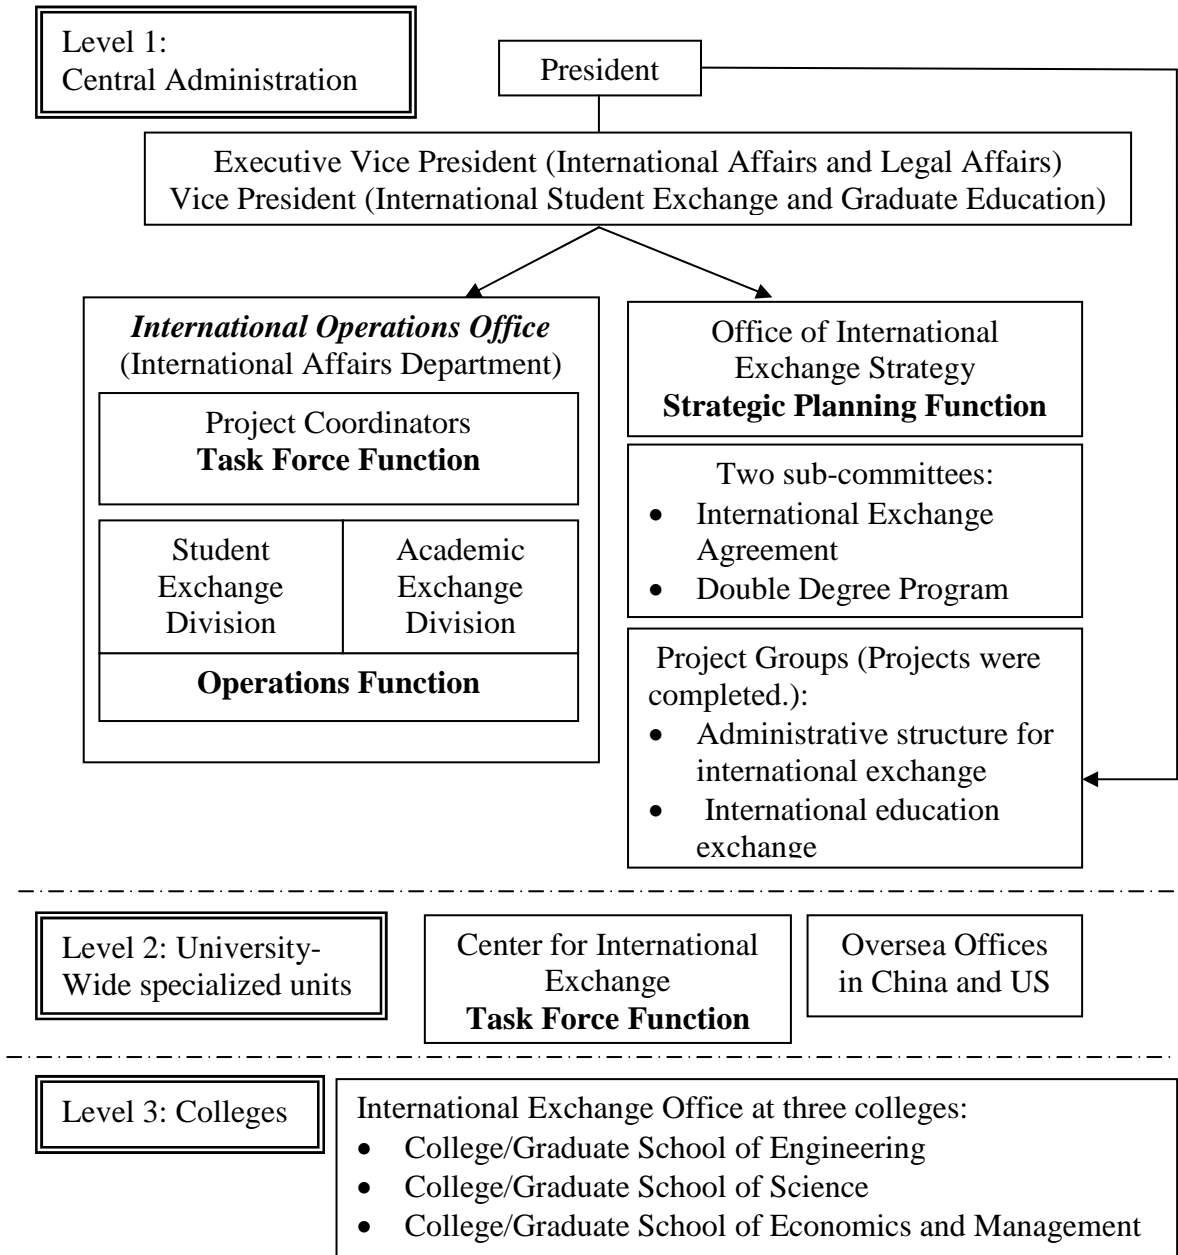 Level 1:
Central Administration
President
Executive Vice President (International Affairs and Legal Affairs)
Vice President (International Student Exchange and Graduate Education)
International Operations Office
(International Affairs Department)
Project Coordinators
Task Force Function
Student
Exchange
Division
Academic
Exchange
Division
Operations Function
Office of International
Exchange Strategy
Strategic Planning Function
Two sub-committees:
• International Exchange
Agreement
• Double Degree Program
Project Groups (Projects were
completed.):
• Administrative structure for
international exchange
• International education
exchange
Level 2: University-
Wide specialized units
Center for International
Exchange
Task Force Function
Oversea Offices
in China and US
Level 3: Colleges
International Exchange Office at three colleges:
• College/Graduate School of Engineering
• College/Graduate School of Science
• College/Graduate School of Economics and Management